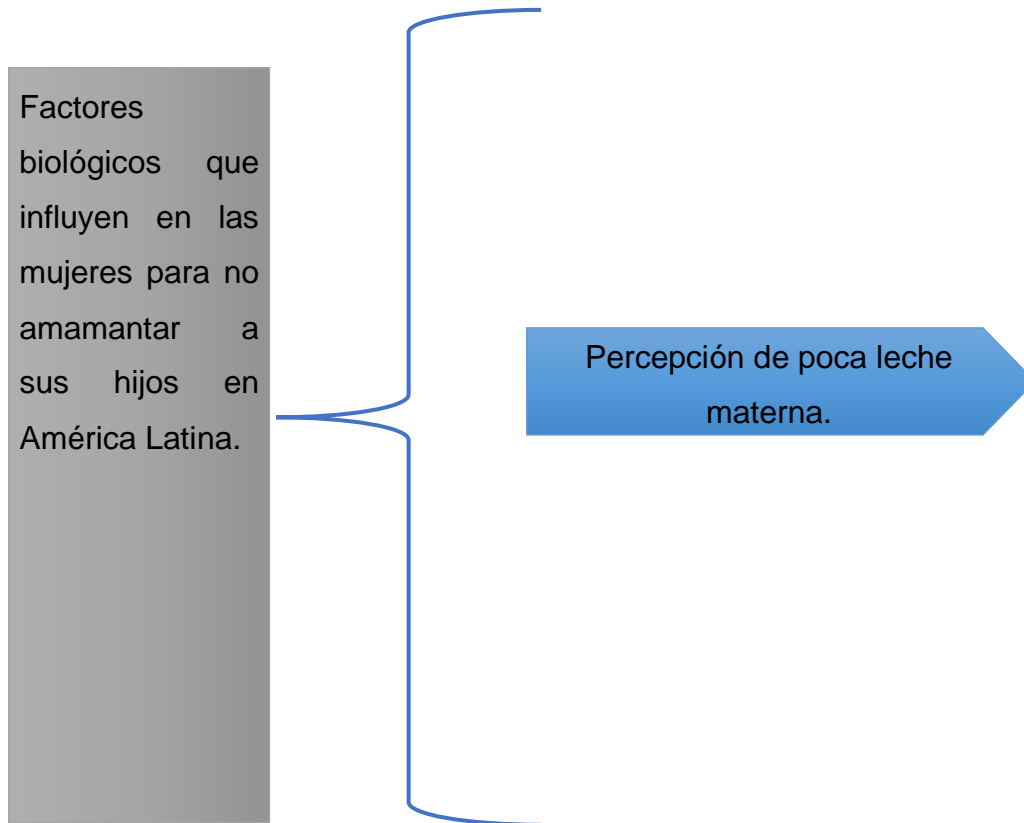 Factores
biológicos que
influyen en las
mujeres para no
amamantar a
sus hijos en
América Latina.
Percepción de poca leche
materna.